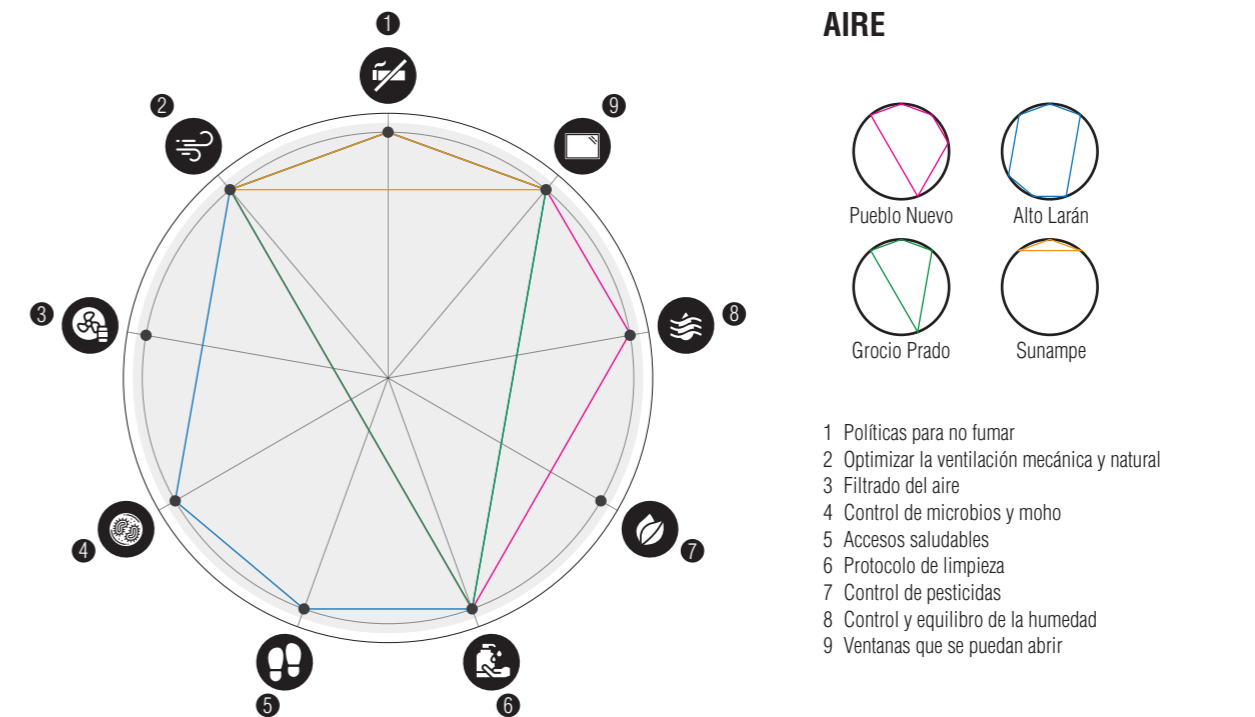 AIRE
1
2
9
3
8
4
7
5
6
Pueblo Nuevo
Alto Larán
Grocio Prado
Sunampe
1 Políticas para no fumar
2 Optimizar la ventilación mecánica y natural
3 Filtrado del aire
4 Control de microbios y moho
5 Accesos saludables
6 Protocolo de limpieza
7 Control de pesticidas
8 Control y equilibro de la humedad
9 Ventanas que se puedan abrir